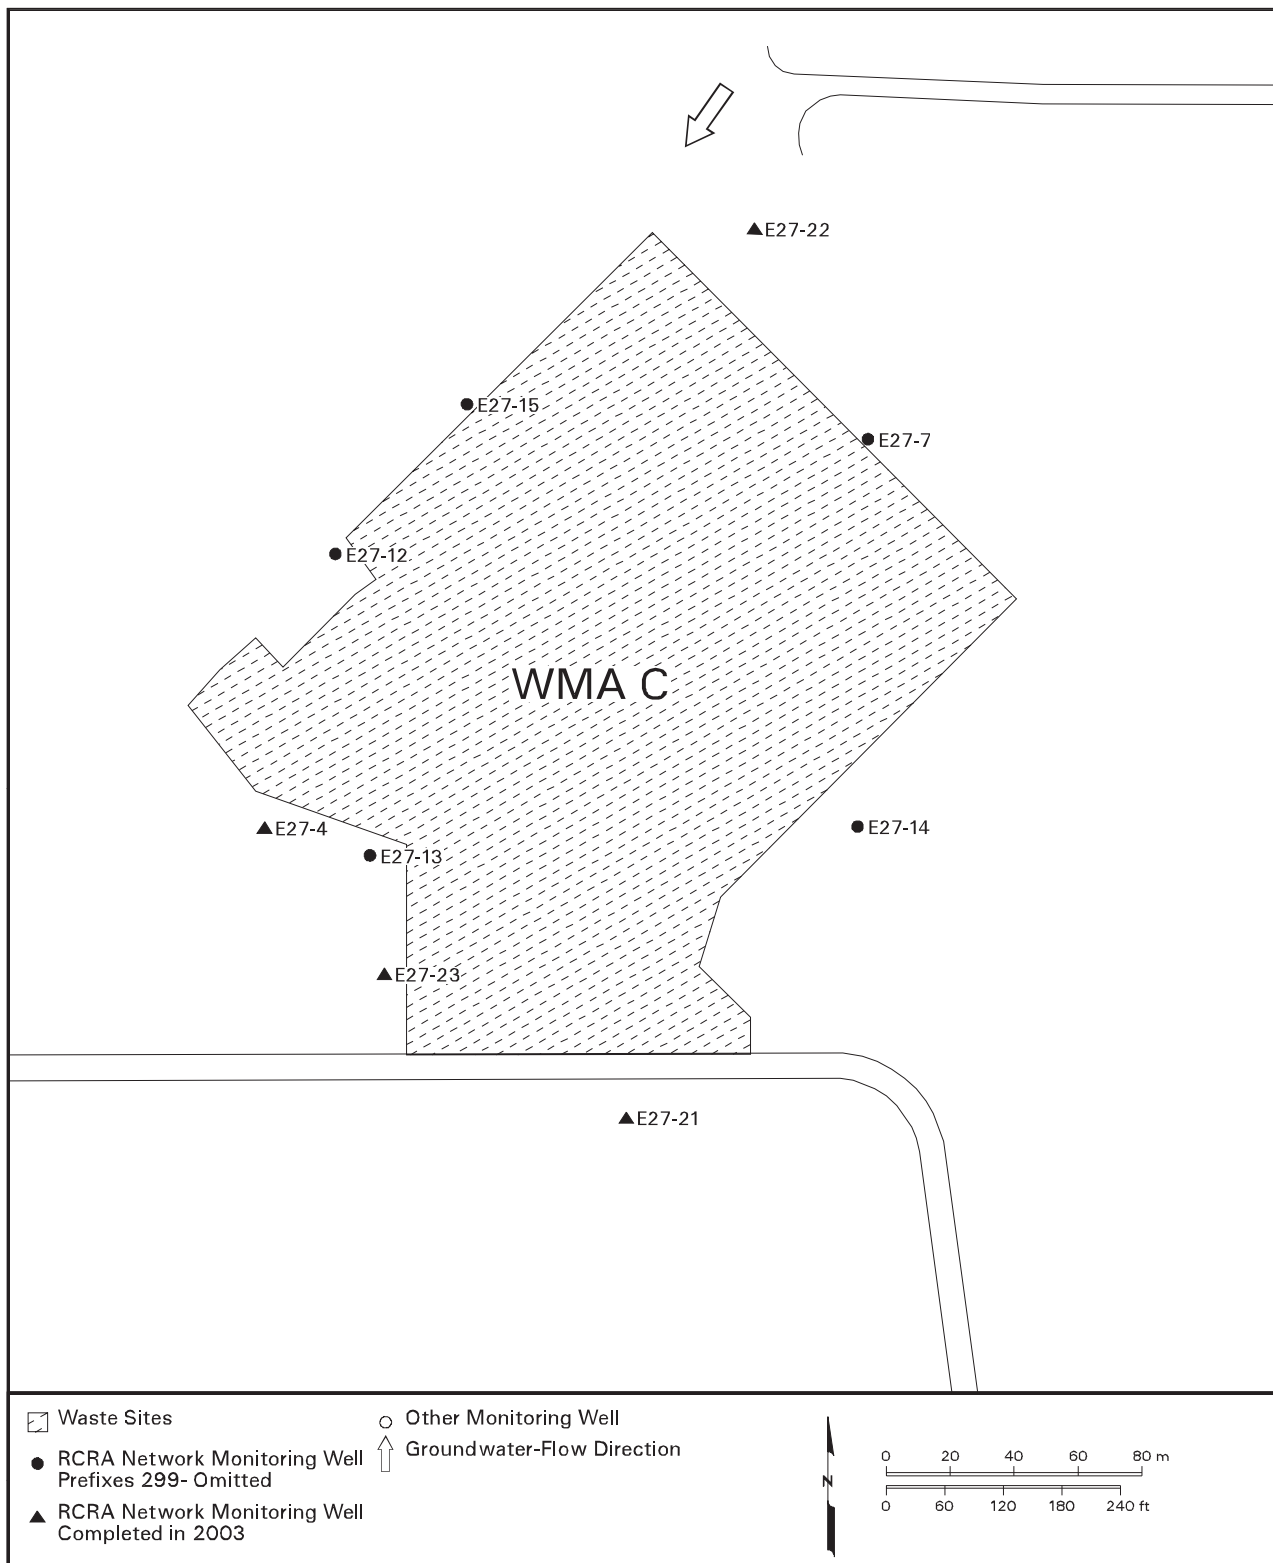 E27-22
E27-15
E27-7
E27-12
WMA C
E27-4
E27-14
E27-13
E27-23
E27-21
Waste Sites
RCRA Network Monitoring Well
Prefixes 299- Omitted
RCRA Network Monitoring Well
Completed in 2003
Other Monitoring Well
Groundwater-Flow Direction
N
0 20 40 60 80 m
0 60 120 180 240 ft